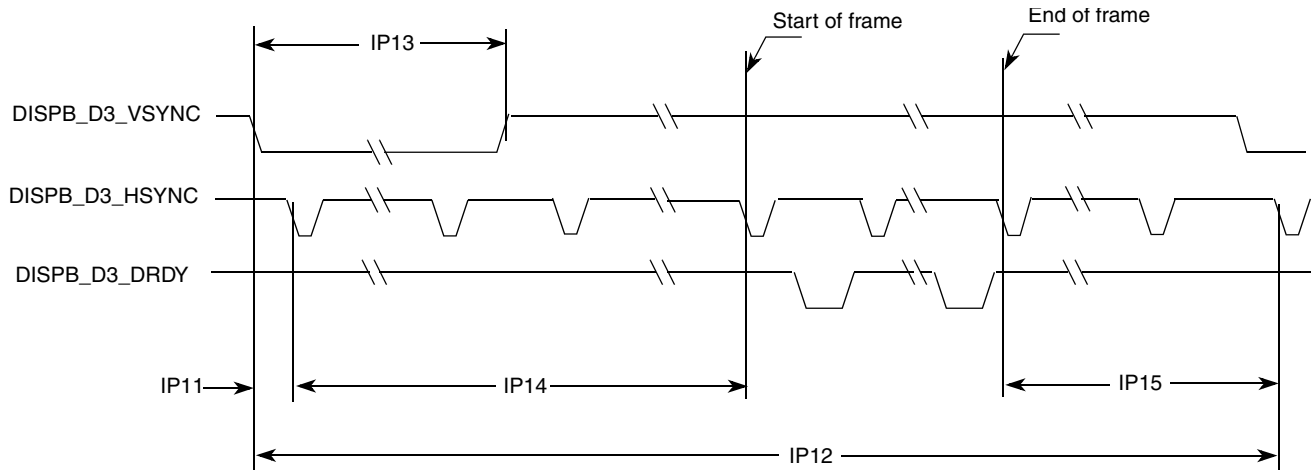 Start of frame
End of frame
IP13
DISPB_D3_VSYNC
DISPB_D3_HSYNC
DISPB_D3_DRDY
IP11
IP14
IP15
IP12